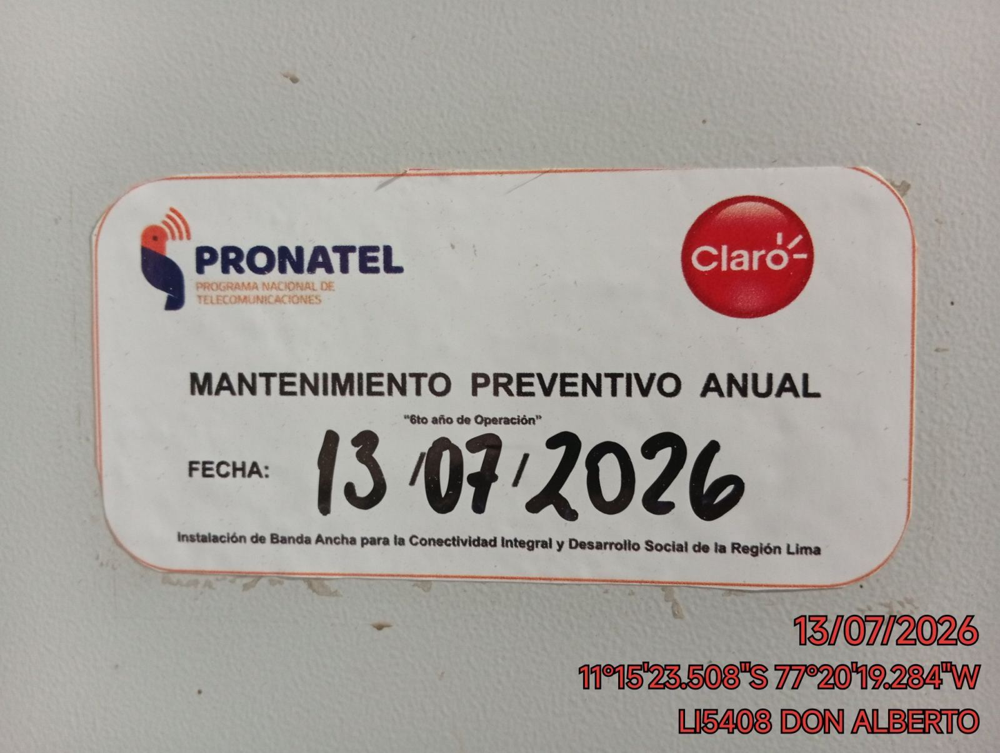 PRONATEL
PROGRAMA NACIONAL DE
TELECOMUNICACIONES
Claro
MANTENIMIENTO PREVENTIVO ANUAL
"6to año de Operación"
FECHA: 13/07/2026
Instalación de Banda Ancha para la Conectividad Integral y Desarrollo Social de la Región Lima
13/07/2026
11°15'23.508"S 77°20'19.284"W
LI5408 DON ALBERTO